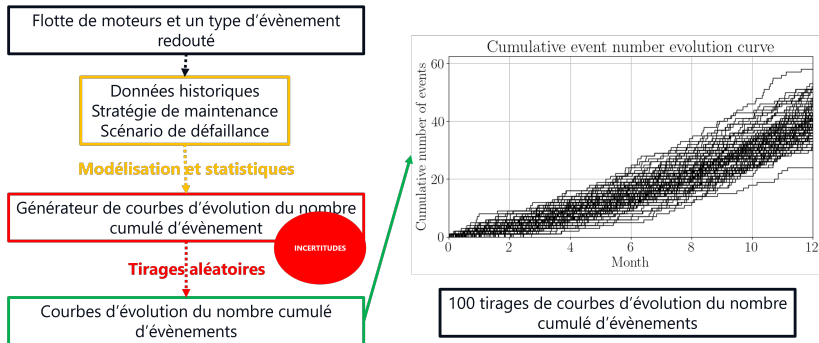 Flotte de moteurs et un type d'évènement
redouté
Données historiques
Stratégie de maintenance
Scénario de défaillance
Modélisation et statistiques
Générateur de courbes d'évolution du nombre
cumulé d'évènement
INCERTITUDES
Tirages aléatoires
Courbes d'évolution du nombre cumulé
d'évènements
Cumulative event number evolution curve
Cumulative number of events
60
40
20
0
0 2 4 6 8 10 12
Month
100 tirages de courbes d'évolution du nombre
cumulé d'évènements